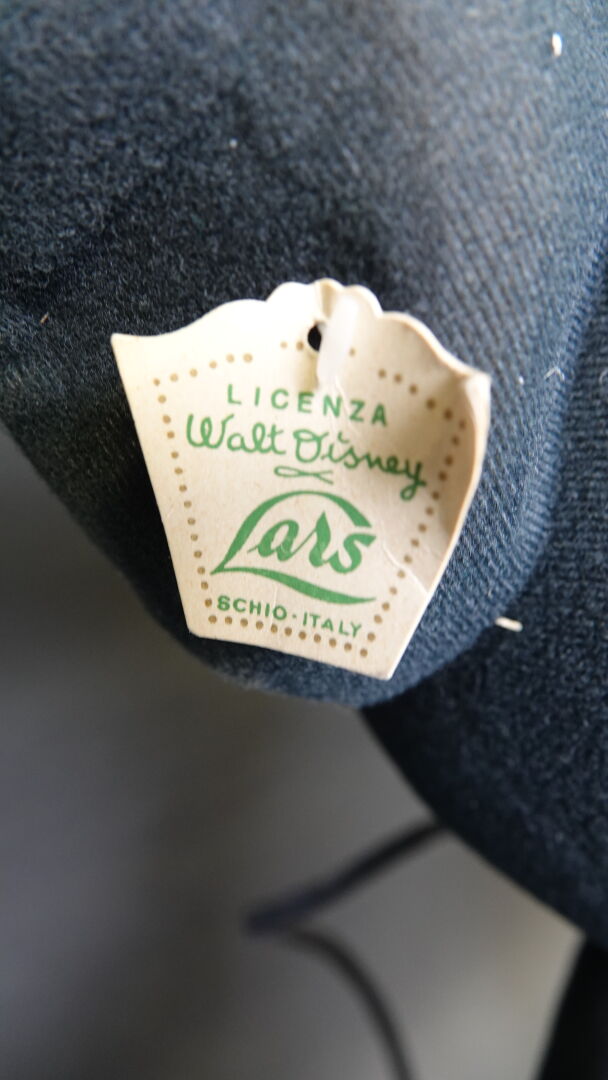 LICENZA
Walt Disney
Lars
SCHIO-ITALY